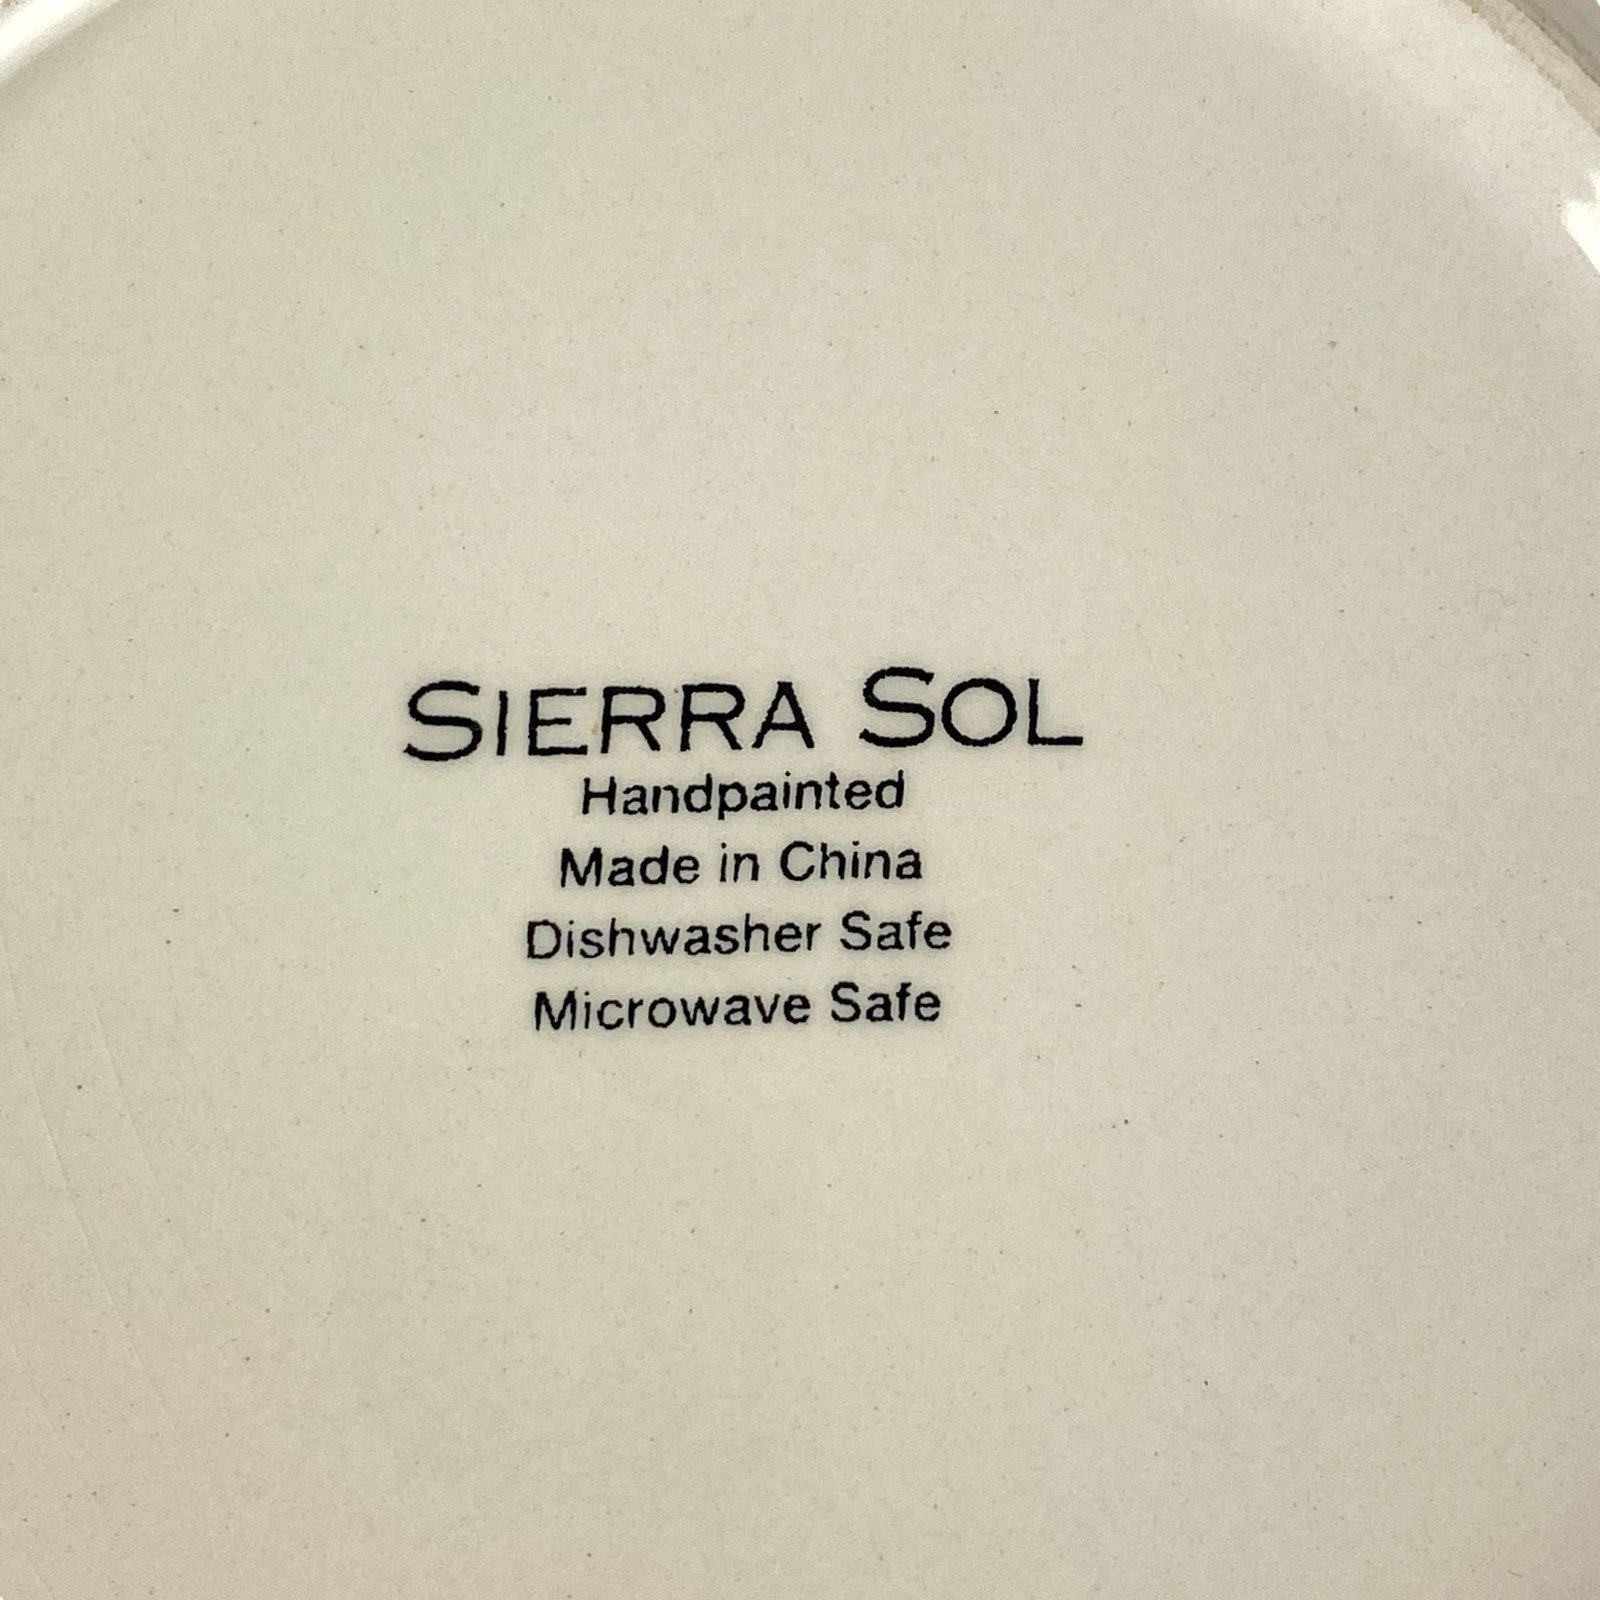 SIERRA SOL
Handpainted
Made in China
Dishwasher Safe
Microwave Safe